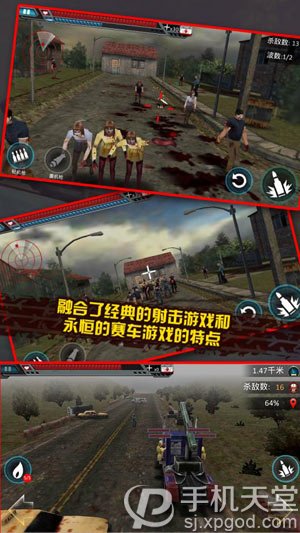 杀敌数: 13
波数: 1/2
融合了经典的射击游戏和
永恒的赛车游戏的特点
1.47千米
杀敌数: 6
64%
手机天堂
sj.xpgod.com